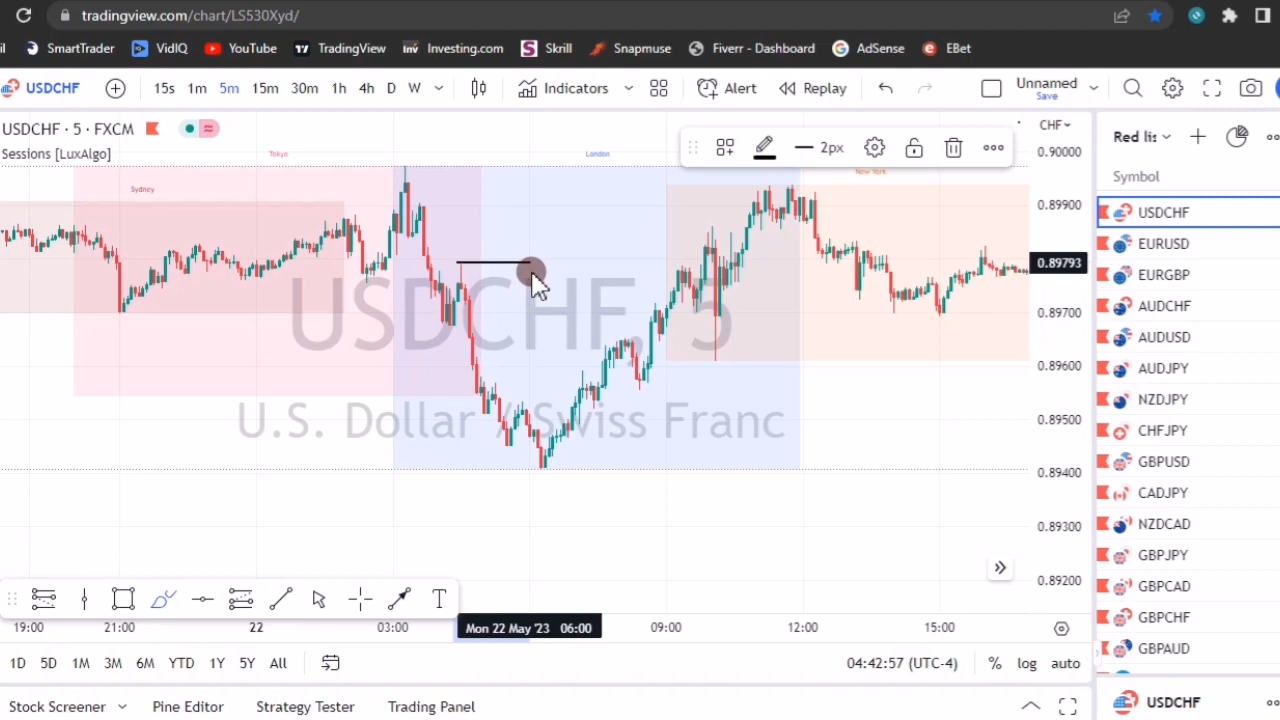 tradingview.com/chart/LS530Xyd/
il SmartTrader VidIQ YouTube TradingView Investing.com Skrill Snapmuse Fiverr - Dashboard AdSense EBet
USDCHF 15s 1m 5m 15m 30m 1h 4h D W Indicators Alert Replay Unnamed
Save
USDCHF · 5 · FXCM
CHF
Red lis
Sessions [LuxAlgo]
Tokyo
London
2px
0.90000
New York
Symbol
Sydney
0.89900
USDCHF
EURUSD
0.89793
EURGBP
USDCHF, 5
0.89700
AUDCHF
AUDUSD
0.89600
AUDJPY
NZDJPY
U.S. Dollar / Swiss Franc
0.89500
CHFJPY
GBPUSD
0.89400
CADJPY
0.89300
NZDCAD
GBPJPY
0.89200
GBPCAD
T
GBPCHF
19:00 21:00 22 03:00 Mon 22 May '23 06:00 09:00 12:00 15:00
GBPAUD
1D 5D 1M 3M 6M YTD 1Y 5Y All 04:42:57 (UTC-4) % log auto
Stock Screener Pine Editor Strategy Tester Trading Panel
USDCHF